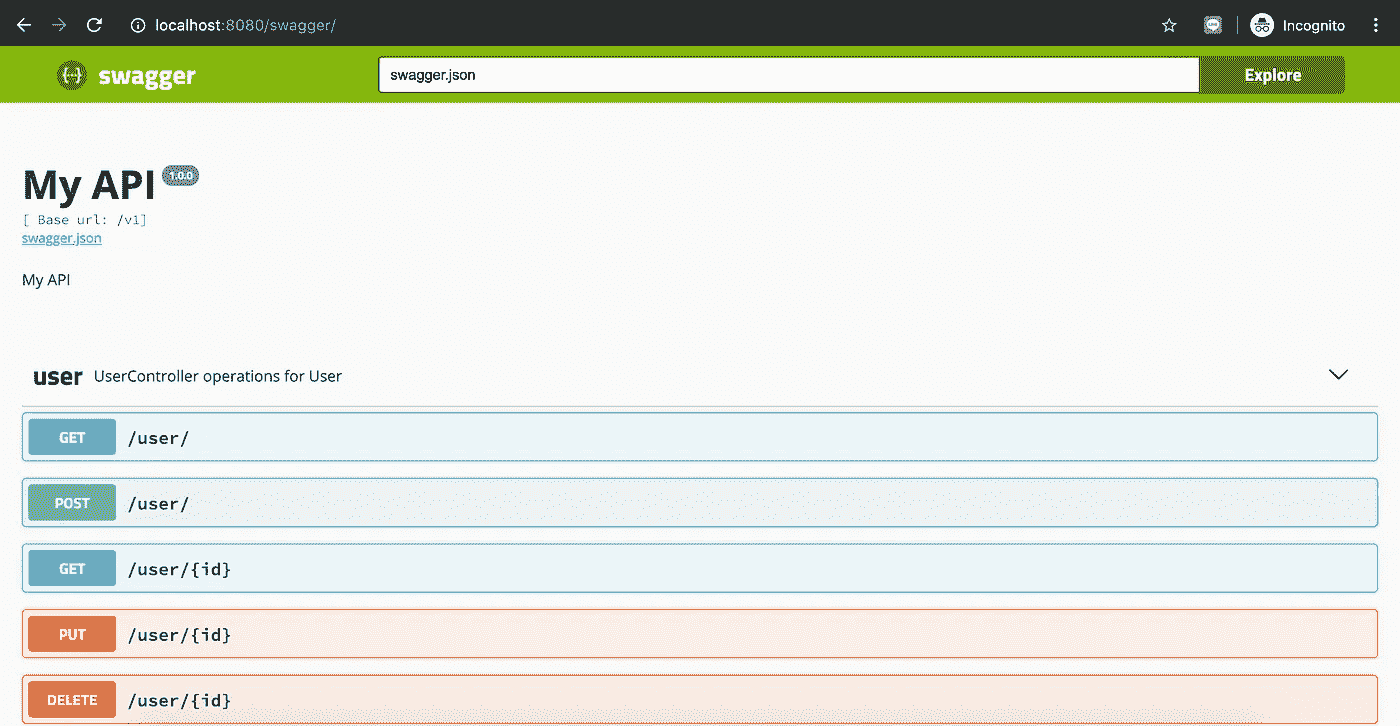 localhost:8080/swagger/ Incognito
{...} swagger swagger.json Explore
My API 1.0.0
[ Base url: /v1]
swagger.json
My API
user UserController operations for User
GET /user/
POST /user/
GET /user/{id}
PUT /user/{id}
DELETE /user/{id}